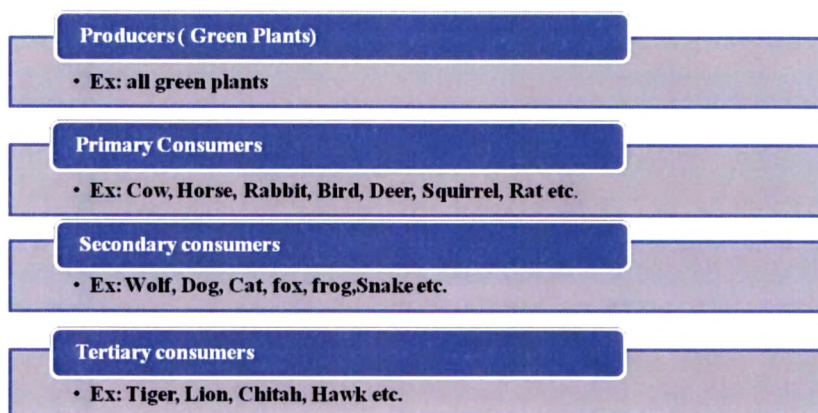 Producers ( Green Plants)
• Ex: all green plants
Primary Consumers
• Ex: Cow, Horse, Rabbit, Bird, Deer, Squirrel, Rat etc.
Secondary consumers
• Ex: Wolf, Dog, Cat, fox, frog,Snake etc.
Tertiary consumers
• Ex: Tiger, Lion, Chitah, Hawk etc.